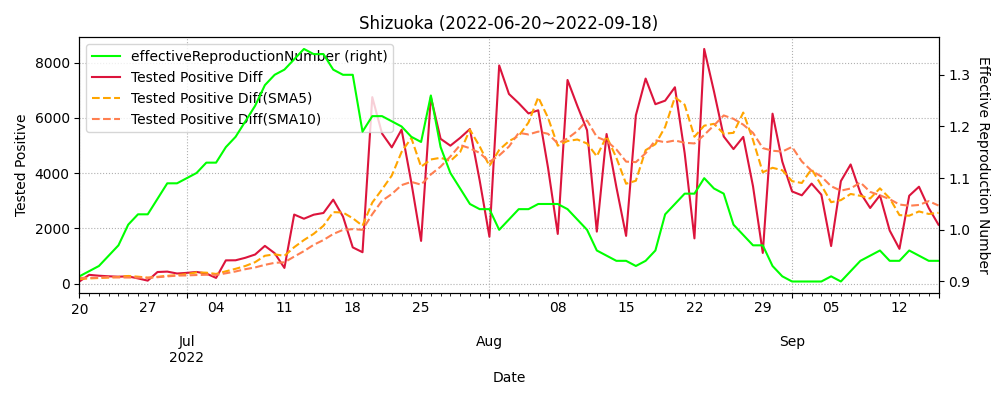 Shizuoka (2022-06-20~2022-09-18)
effectiveReproductionNumber (right)
Tested Positive Diff
Tested Positive Diff(SMA5)
Tested Positive Diff(SMA10)
Tested Positive
8000
6000
4000
2000
0
Effective Reproduction Number
1.3
1.2
1.1
1.0
0.9
20 27 04 11 18 25 08 15 22 29 05 12
Jul Aug Sep
2022
Date